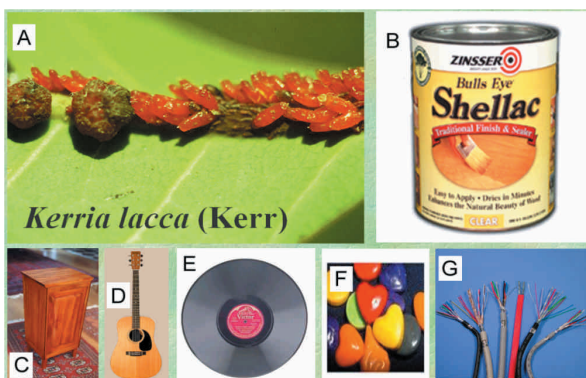 A
Kerria lacca (Kerr)
B
ZINSSER
Bulls Eye
Shellac
Traditional Finish & Sealer
Easy to Apply • Dries in Minutes
Enhances the Natural Beauty of Wood
CLEAR
C
D
E
Victor
F
G